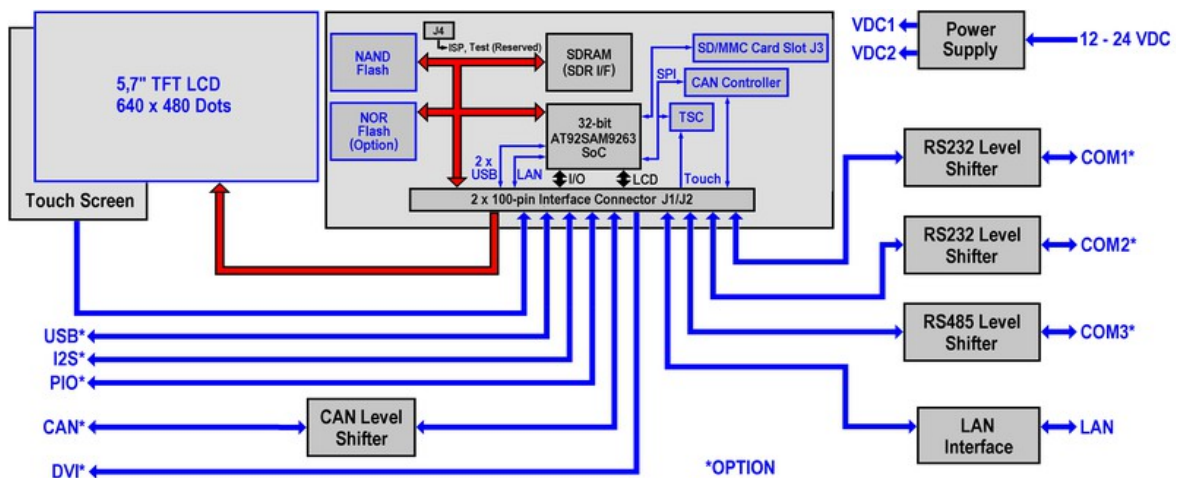 5,7" TFT LCD
640 x 480 Dots
Touch Screen
J4
ISP, Test (Reserved)
NAND
Flash
SDRAM
(SDR I/F)
SD/MMC Card Slot J3
SPI
CAN Controller
NOR
Flash
(Option)
32-bit
AT92SAM9263
SoC
TSC
2 x
USB
LAN
I/O
LCD
Touch
2 x 100-pin Interface Connector J1/J2
VDC1
VDC2
Power
Supply
12 - 24 VDC
RS232 Level
Shifter
COM1*
RS232 Level
Shifter
COM2*
RS485 Level
Shifter
COM3*
LAN
Interface
LAN
USB*
I2S*
PIO*
CAN*
CAN Level
Shifter
DVI*
*OPTION